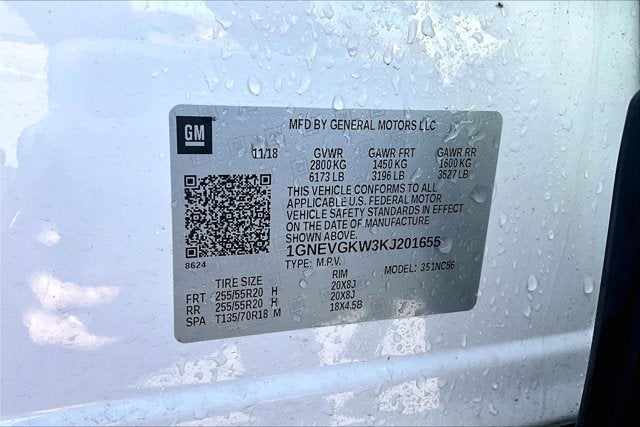 GM
MFD BY GENERAL MOTORS LLC
11/18 GVWR GAWR FRT GAWR RR
2800 KG 1450 KG 1600 KG
6173 LB 3196 LB 3527 LB
THIS VEHICLE CONFORMS TO ALL
APPLICABLE U.S. FEDERAL MOTOR
VEHICLE SAFETY STANDARDS IN EFFECT
ON THE DATE OF MANUFACTURE
SHOWN ABOVE.
1GNEVGKW3KJ201655
8624
TYPE: M.P.V. MODEL: 351NC56
TIRE SIZE RIM
FRT 255/55R20 H 20X8J
RR 255/55R20 H 20X8J
SPA T135/70R18 M 18X4.5B